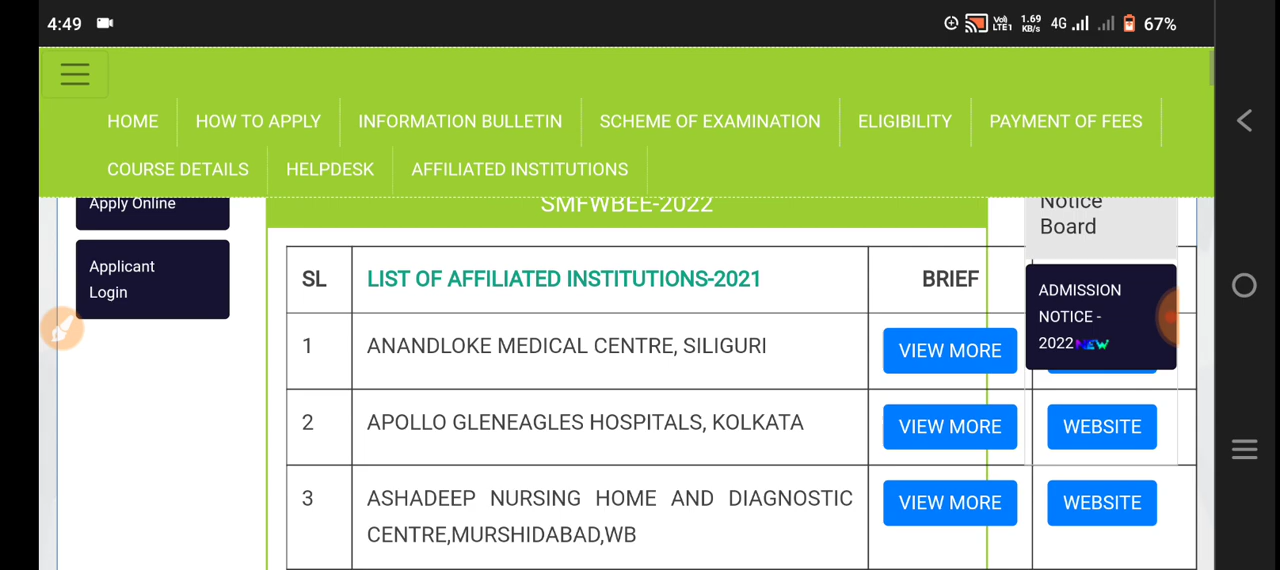 4:49
Vol) LTE1 1.69 KB/s 4G 67%
HOME HOW TO APPLY INFORMATION BULLETIN SCHEME OF EXAMINATION ELIGIBILITY PAYMENT OF FEES
COURSE DETAILS HELPDESK AFFILIATED INSTITUTIONS
Apply Online
Applicant
Login
SMFWBEE-2022
SL LIST OF AFFILIATED INSTITUTIONS-2021 BRIEF
1 ANANDLOKE MEDICAL CENTRE, SILIGURI VIEW MORE
2 APOLLO GLENEAGLES HOSPITALS, KOLKATA VIEW MORE WEBSITE
3 ASHADEEP NURSING HOME AND DIAGNOSTIC VIEW MORE WEBSITE
CENTRE,MURSHIDABAD,WB
Notice
Board
ADMISSION
NOTICE -
2022 NEW